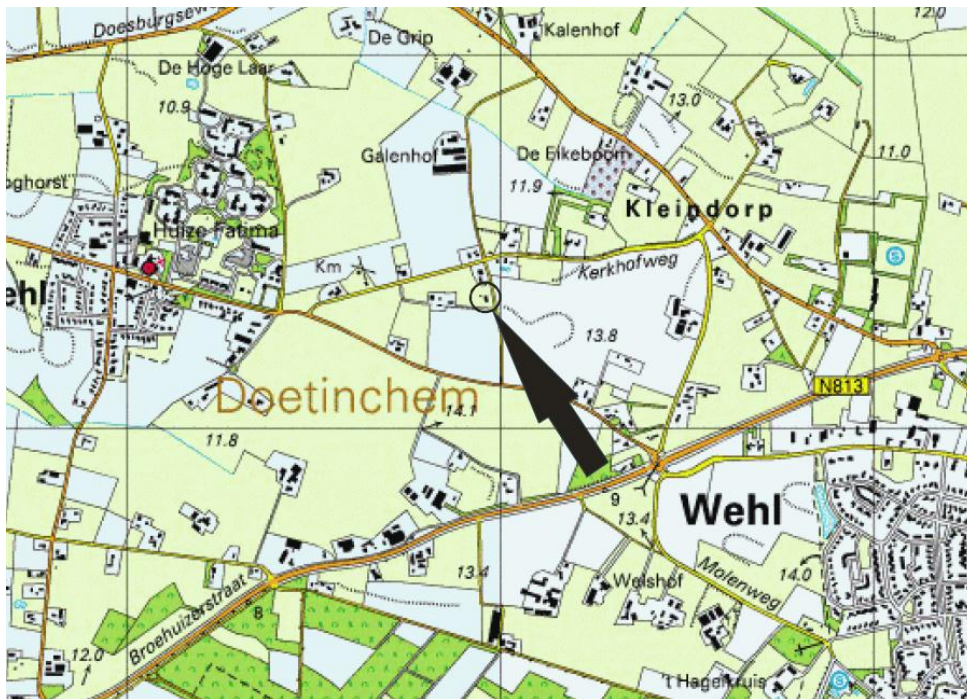 Doesburgsew
De Grip
Kalenhof
12.0
De Hoge Laar
10.9
13.0
Galenhof
De Eikeboom
11.0
oghorst
11.9
Kleindorp
Huize Fatima
Km
Kerkhofweg
S
ehl
13.8
Doetinchem
N813
14.1
11.8
9
Wehl
13.4
13.4
Welshof
Molenweg
14.0
Broehuizerstraat
8
12.0
't Hagelkruis
S